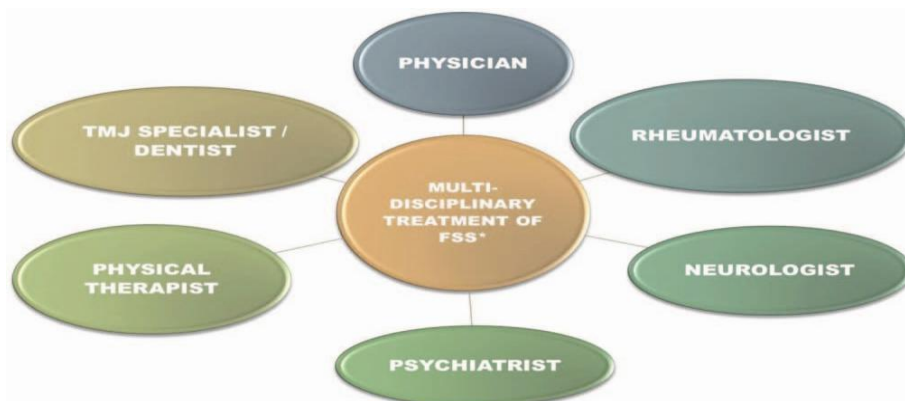 PHYSICIAN
TMJ SPECIALIST /
DENTIST
RHEUMATOLOGIST
MULTI-
DISCIPLINARY
TREATMENT OF
FSS*
PHYSICAL
THERAPIST
NEUROLOGIST
PSYCHIATRIST